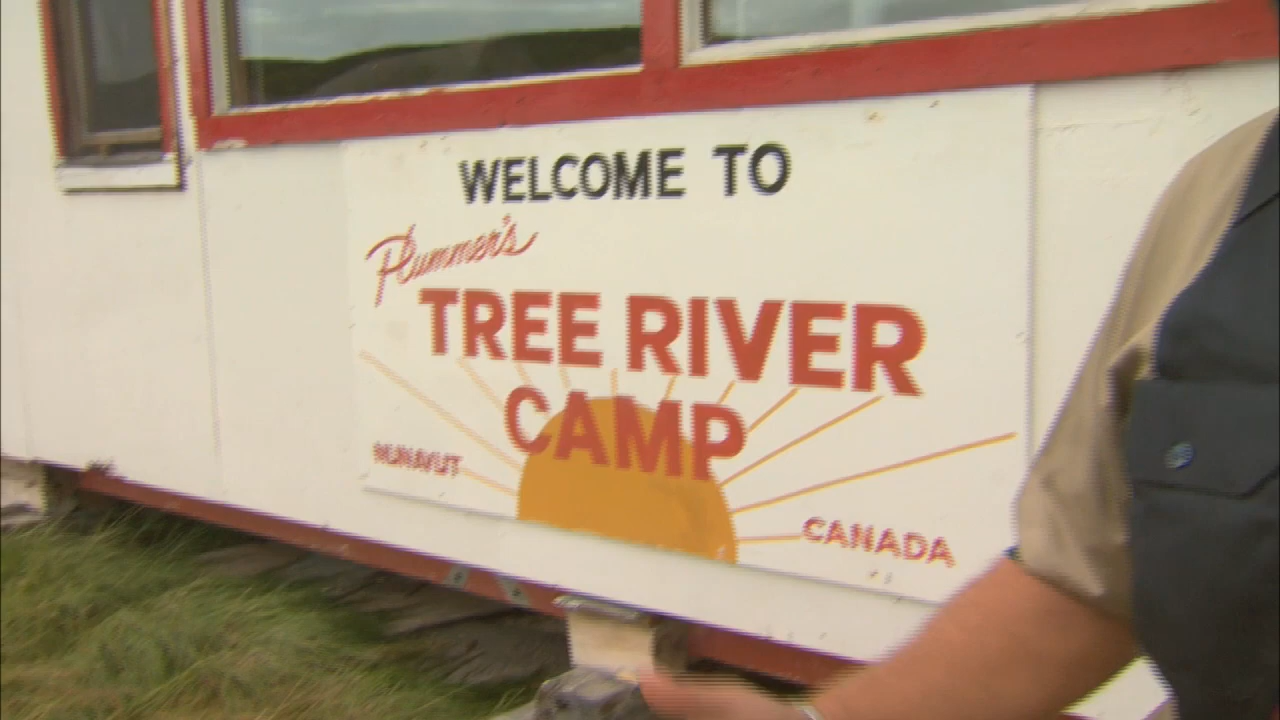 WELCOME TO
Plummer's
TREE RIVER
CAMP
NUNAVUT
CANADA